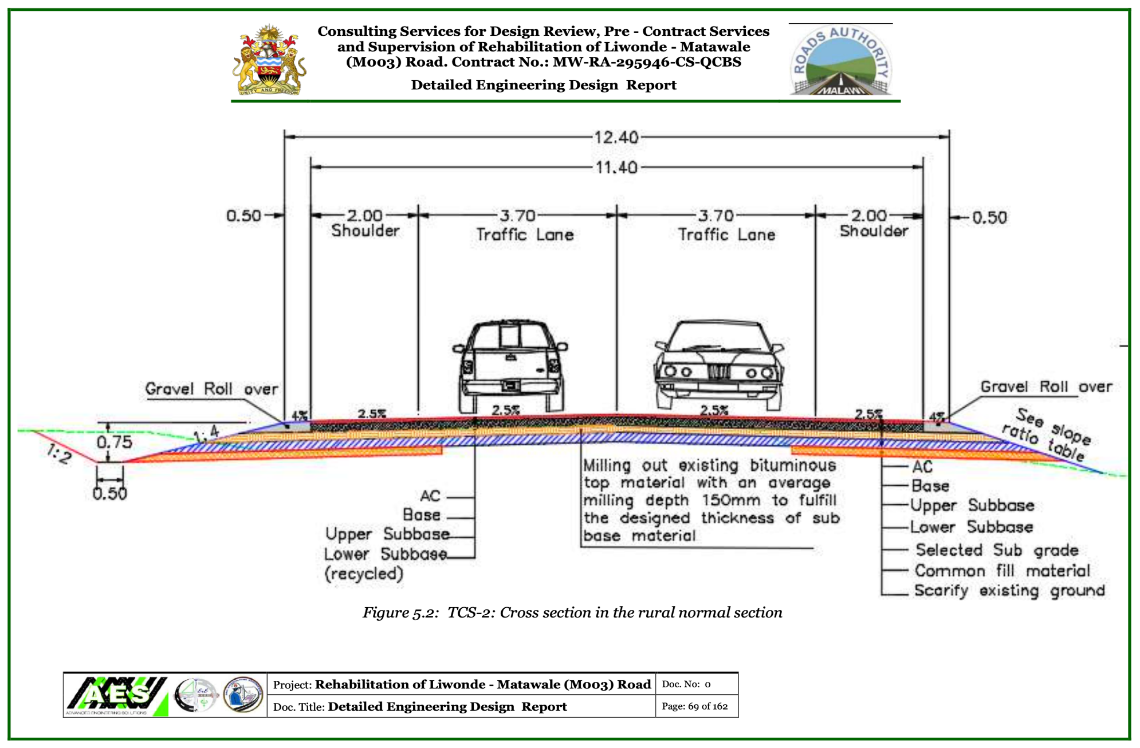 Consulting Services for Design Review, Pre - Contract Services
and Supervision of Rehabilitation of Liwonde - Matawale
(M003) Road. Contract No.: MW-RA-295946-CS-QCBS
Detailed Engineering Design Report
UNITY AND FREEDOM
ROADS AUTHORITY
MALAWI
12.40
11.40
0.50
2.00
3.70
3.70
2.00
0.50
Shoulder
Traffic Lane
Traffic Lane
Shoulder
Gravel Roll over
Gravel Roll over
4%
2.5%
2.5%
2.5%
2.5%
4%
1:4
See slope
ratio table
0.75
1:2
0.50
Milling out existing bituminous
top material with an average
milling depth 150mm to fulfill
the designed thickness of sub
base material
AC
Base
Upper Subbase
Lower Subbase
(recycled)
AC
Base
Upper Subbase
Lower Subbase
Selected Sub grade
Common fill material
Scarify existing ground
Figure 5.2: TCS-2: Cross section in the rural normal section
AES
ADVANCED ENGINEERING SOLUTIONS
Project: Rehabilitation of Liwonde - Matawale (M003) Road
Doc. No: 0
Doc. Title: Detailed Engineering Design Report
Page: 69 of 162